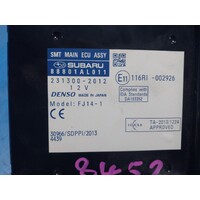 SMT MAIN ECU ASSY
SUBARU
88801AL011
231300-2012
12V
DENSO MADE IN JAPAN
Model: FJ14-1
30966/SDPPI/2013
4439
E11 116RI-002926
Complies with
IDA Standards
DA103787
TA-2013/1226
APPROVED
8452